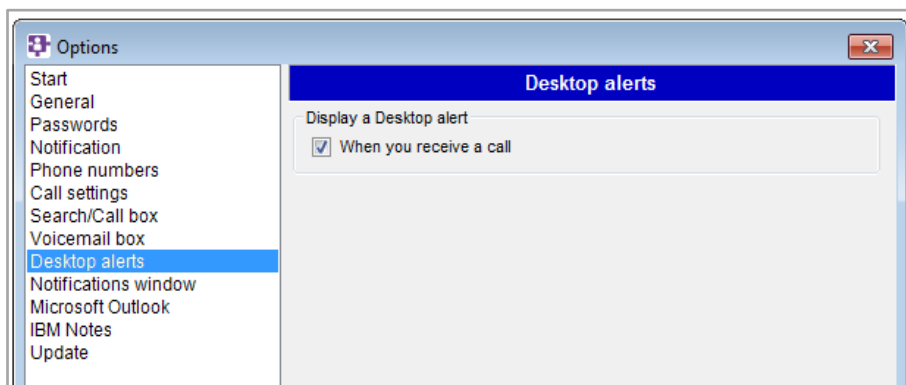 Options
Start
General
Passwords
Notification
Phone numbers
Call settings
Search/Call box
Voicemail box
Desktop alerts
Notifications window
Microsoft Outlook
IBM Notes
Update
Desktop alerts
Display a Desktop alert
When you receive a call